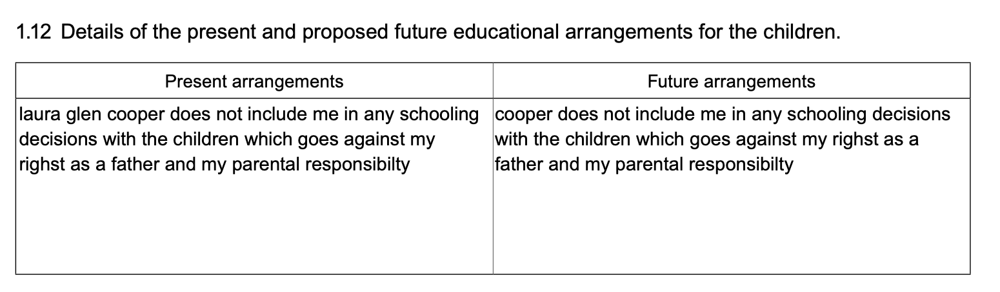 1.12 Details of the present and proposed future educational arrangements for the children.
Present arrangements
Future arrangements
laura glen cooper does not include me in any schooling
decisions with the children which goes against my
righst as a father and my parental responsibilty
cooper does not include me in any schooling decisions
with the children which goes against my righst as a
father and my parental responsibilty